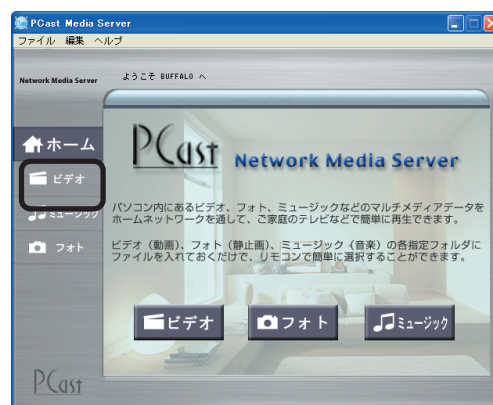 PCast Media Server
ファイル 編集 ヘルプ
Network Media Server
ようこそ BUFFALO へ
ホーム
ビデオ
ミュージック
フォト
PCast
PCast Network Media Server
パソコン内にあるビデオ、フォト、ミュージックなどのマルチメディアデータを
ホームネットワークを通して、ご家庭のテレビなどで簡単に再生できます。
ビデオ（動画）、フォト（静止画）、ミュージック（音楽）の各指定フォルダに
ファイルを入れておくだけで、リモコンで簡単に選択することができます。
ビデオ
フォト
ミュージック